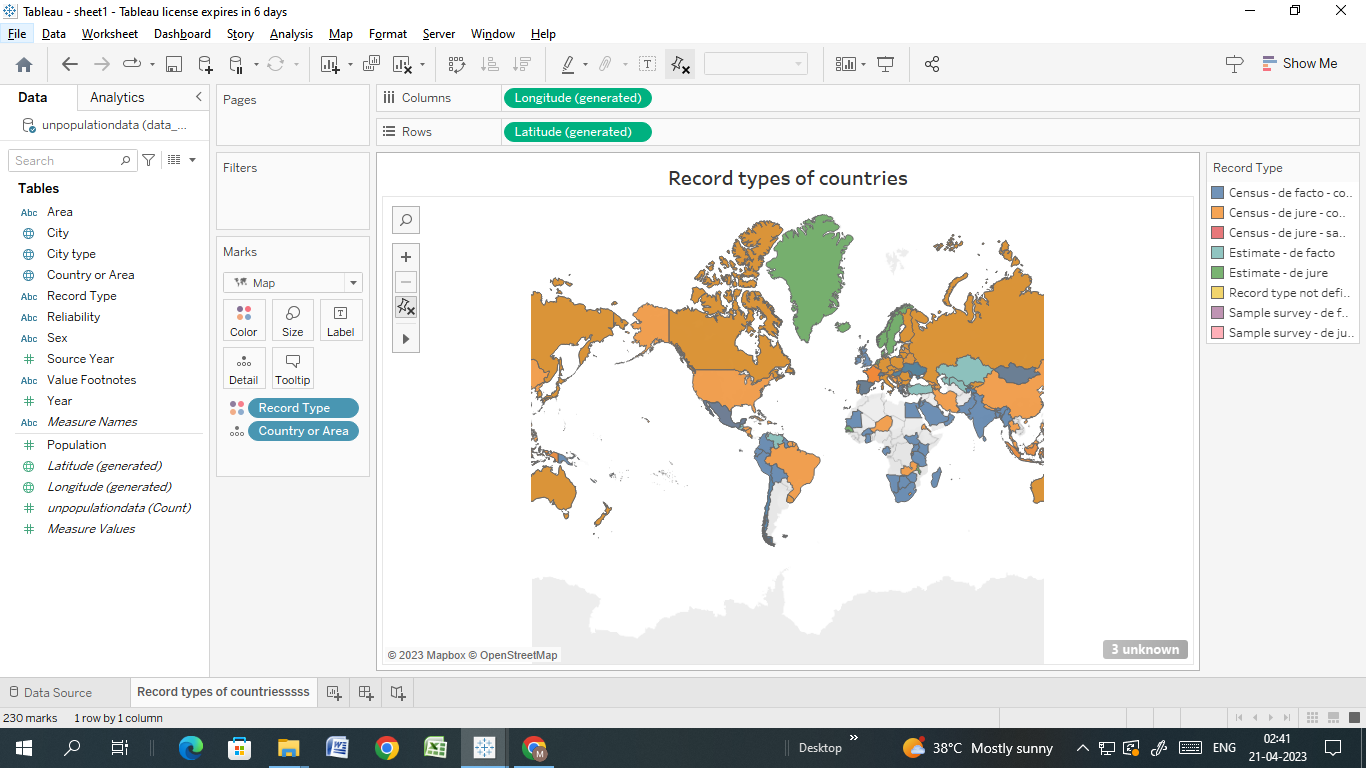 Tableau - sheet1 - Tableau license expires in 6 days
File Data Worksheet Dashboard Story Analysis Map Format Server Window Help
Show Me
Data Analytics
unpopulationdata (data_...
Search
Tables
Abc Area
City
City type
Country or Area
Abc Record Type
Abc Reliability
Abc Sex
Source Year
Value Footnotes
Year
Abc Measure Names
Population
Latitude (generated)
Longitude (generated)
unpopulationdata (Count)
Measure Values
Pages
Filters
Marks
Map
Color Size Label
Detail Tooltip
Record Type
Country or Area
Columns Longitude (generated)
Rows Latitude (generated)
Record types of countries
© 2023 Mapbox © OpenStreetMap
3 unknown
Record Type
Census - de facto - co..
Census - de jure - co...
Census - de jure - sa...
Estimate - de facto
Estimate - de jure
Record type not defi...
Sample survey - de f...
Sample survey - de ju..
Data Source Record types of countriesssss
230 marks 1 row by 1 column
Desktop
38°C Mostly sunny
ENG
02:41
21-04-2023